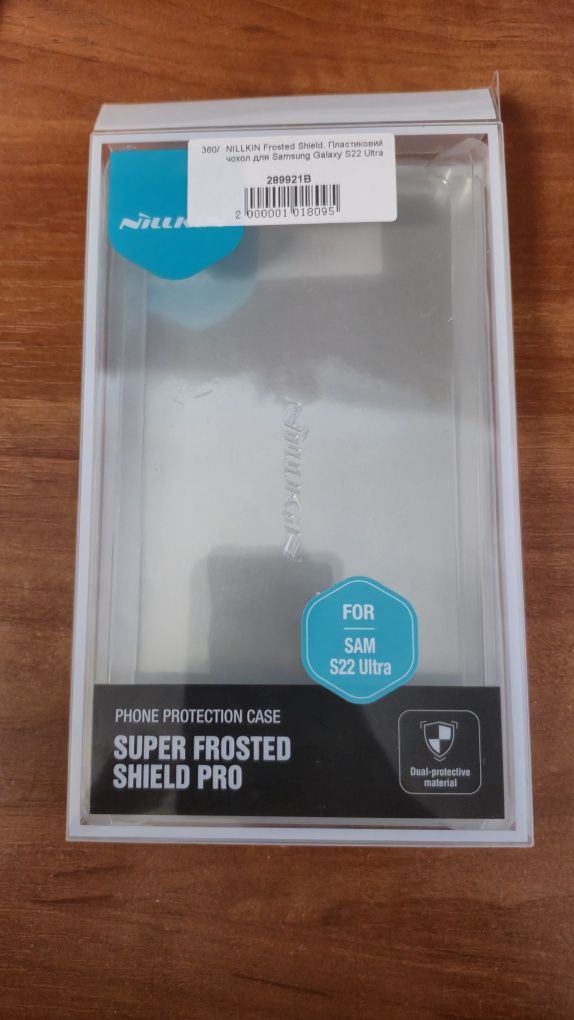 360/ NILLKIN Frosted Shield. Пластиковий
чохол для Samsung Galaxy S22 Ultra
289921B
2 000001 018095
NILLK
NILLKIN
FOR
SAM
S22 Ultra
PHONE PROTECTION CASE
SUPER FROSTED
SHIELD PRO
Dual-protective
material